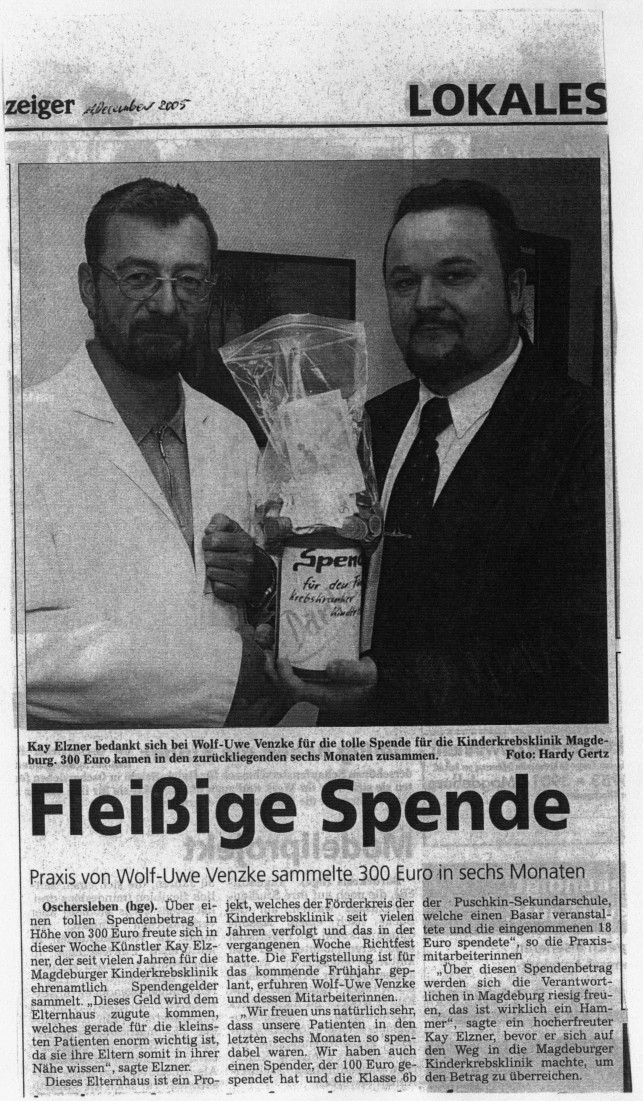 zeiger December 2005 LOKALES
Spen
für den
krebskranker
Kinder
Kay Elzner bedankt sich bei Wolf-Uwe Venzke für die tolle Spende für die Kinderkrebsklinik Magde-
burg. 300 Euro kamen in den zurückliegenden sechs Monaten zusammen. Foto: Hardy Gertz
Fleißige Spende
Praxis von Wolf-Uwe Venzke sammelte 300 Euro in sechs Monaten
Oschersleben (hge). Über ei-
nen tollen Spendenbetrag in
Höhe von 300 Euro freute sich in
dieser Woche Künstler Kay Elz-
ner, der seit vielen Jahren für die
Magdeburger Kinderkrebsklinik
ehrenamtlich Spendengelder
sammelt. „Dieses Geld wird dem
Elternhaus zugute kommen,
welches gerade für die kleins-
ten Patienten enorm wichtig ist,
da sie ihre Eltern somit in ihrer
Nähe wissen“, sagte Elzner.
Dieses Elternhaus ist ein Pro-
jekt, welches der Förderkreis der
Kinderkrebsklinik seit vielen
Jahren verfolgt und das in der
vergangenen Woche Richtfest
hatte. Die Fertigstellung ist für
das kommende Frühjahr gep-
lant, erfuhren Wolf-Uwe Venzke
und dessen Mitarbeiterinnen.
„Wir freuen uns natürlich sehr,
dass unsere Patienten in den
letzten sechs Monaten so spen-
dabel waren. Wir haben auch
einen Spender, der 100 Euro ge-
spendet hat und die Klasse 6b
der Puschkin-Sekundarschule,
welche einen Basar veranstal-
tete und die eingenommenen 18
Euro spendete“, so die Praxis-
mitarbeiterinnen
„Über diesen Spendenbetrag
werden sich die Verantwort-
lichen in Magdeburg riesig freu-
en, das ist wirklich ein Ham-
mer“, sagte ein hocherfreuter
Kay Elzner, bevor er sich auf
den Weg in die Magdeburger
Kinderkrebsklinik machte, um
den Betrag zu überreichen.